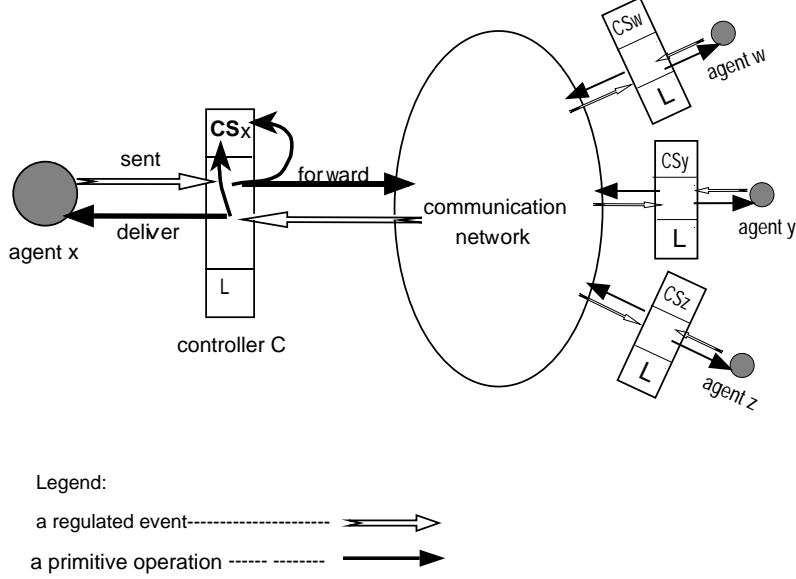 CSx
sent
forward
deliver
agent x
L
controller C
communication
network
CSw
agent w
L
CSy
agent y
L
CSz
agent z
L
Legend:
a regulated event-----------------------
a primitive operation ------ -------